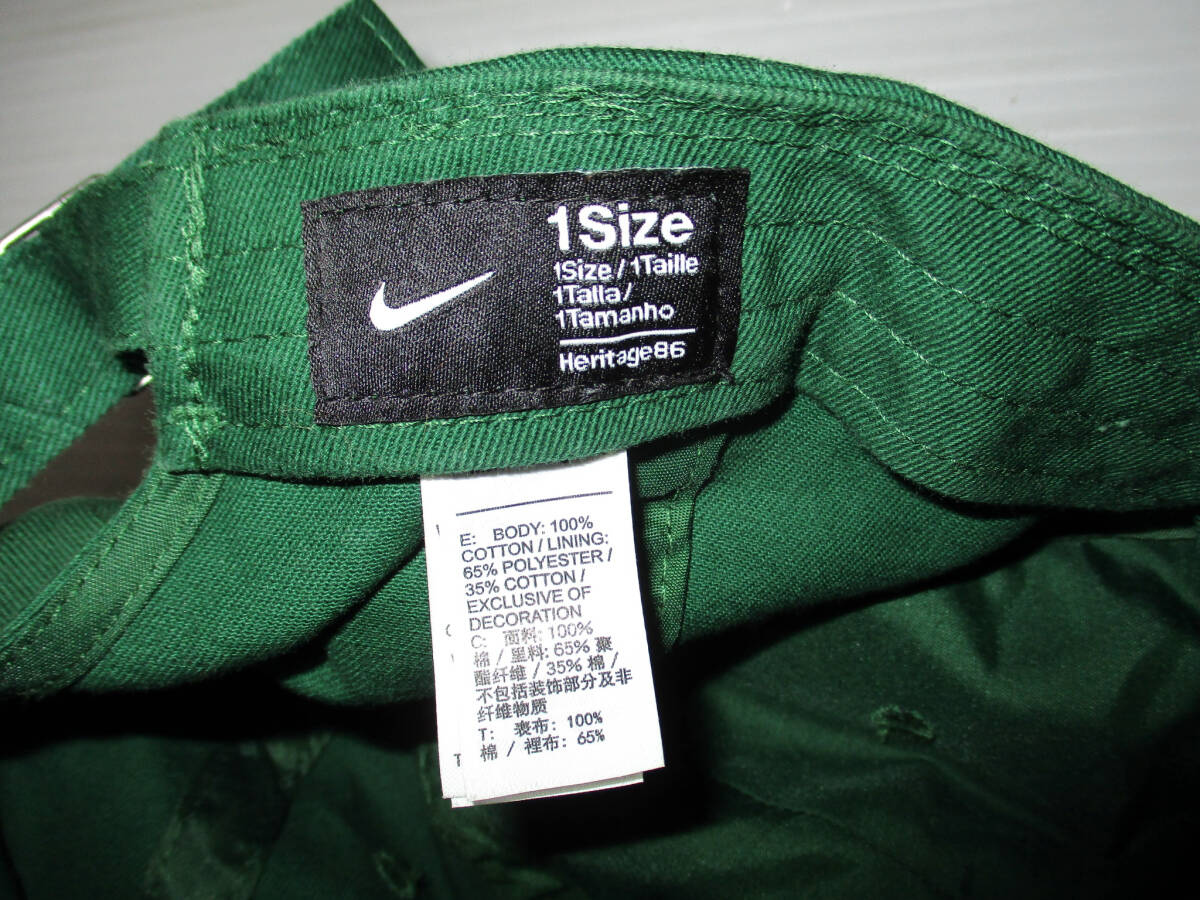 1Size
1Size/1Taille
1Talla/
1Tamanho
Heritage86
E: BODY: 100%
COTTON / LINING:
65% POLYESTER /
35% COTTON /
EXCLUSIVE OF
DECORATION
C: 面料: 100%
棉 / 里料: 65% 聚
酯纤维 / 35% 棉 /
不包括装饰部分及非
纤维物质
T: 表布: 100%
棉 / 裡布: 65%